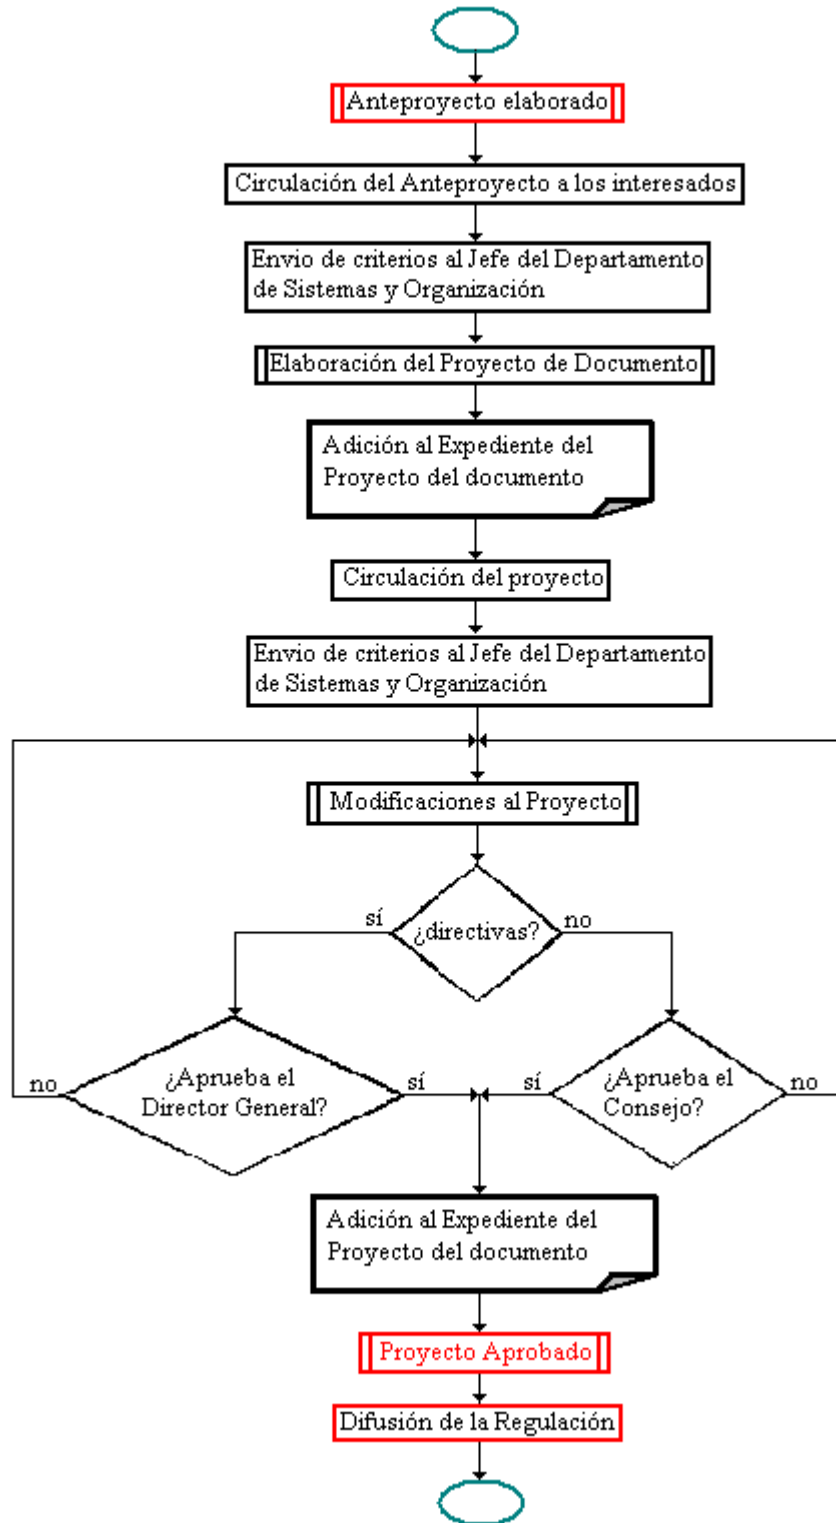 Anteproyecto elaborado
Circulación del Anteproyecto a los interesados
Envio de criterios al Jefe del Departamento
de Sistemas y Organización
Elaboración del Proyecto de Documento
Adición al Expediente del
Proyecto del documento
Circulación del proyecto
Envio de criterios al Jefe del Departamento
de Sistemas y Organización
Modificaciones al Proyecto
sí
¿directivas?
no
no
¿Aprueba el
Director General?
sí
sí
¿Aprueba el
Consejo?
no
Adición al Expediente del
Proyecto del documento
Proyecto Aprobado
Difusión de la Regulación